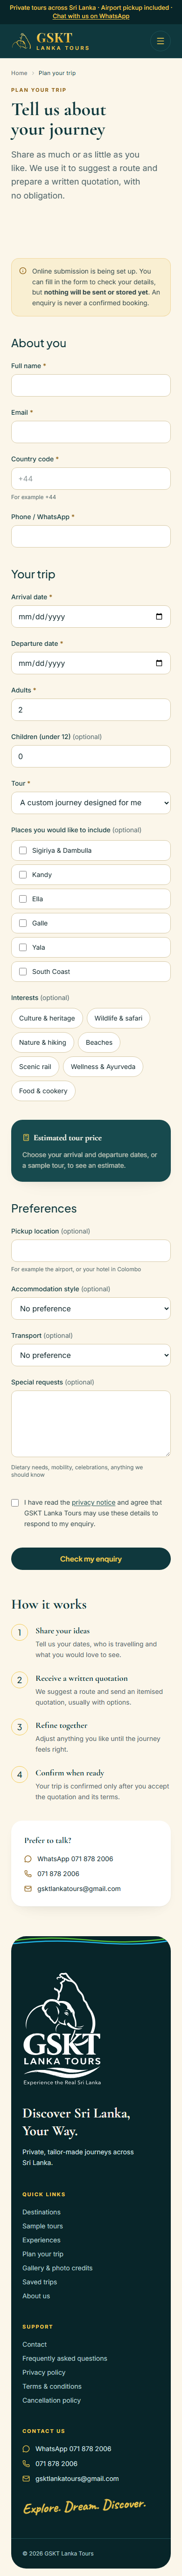 Private tours across Sri Lanka · Airport pickup included ·
Chat with us on WhatsApp
GSKT
LANKA TOURS
Home › Plan your trip
PLAN YOUR TRIP
Tell us about
your journey
Share as much or as little as you
like. We use it to suggest a route and
prepare a written quotation, with
no obligation.
Online submission is being set up. You
can fill in the form to check your details,
but nothing will be sent or stored yet. An
enquiry is never a confirmed booking.
About you
Full name *
Email *
Country code *
+44
For example +44
Phone / WhatsApp *
Your trip
Arrival date *
mm/dd/yyyy
Departure date *
mm/dd/yyyy
Adults *
2
Children (under 12) (optional)
0
Tour *
A custom journey designed for me
Places you would like to include (optional)
Sigiriya & Dambulla
Kandy
Ella
Galle
Yala
South Coast
Interests (optional)
Culture & heritage
Wildlife & safari
Nature & hiking
Beaches
Scenic rail
Wellness & Ayurveda
Food & cookery
Estimated tour price
Choose your arrival and departure dates, or
a sample tour, to see an estimate.
Preferences
Pickup location (optional)
For example the airport, or your hotel in Colombo
Accommodation style (optional)
No preference
Transport (optional)
No preference
Special requests (optional)
Dietary needs, mobility, celebrations, anything we
should know
I have read the privacy notice and agree that
GSKT Lanka Tours may use these details to
respond to my enquiry.
Check my enquiry
How it works
1
Share your ideas
Tell us your dates, who is travelling and
what you would love to see.
2
Receive a written quotation
We suggest a route and send an itemised
quotation, usually with options.
3
Refine together
Adjust anything you like until the journey
feels right.
4
Confirm when ready
Your trip is confirmed only after you accept
the quotation and its terms.
Prefer to talk?
WhatsApp 071 878 2006
071 878 2006
gsktlankatours@gmail.com
GSKT
LANKA TOURS
Experience the Real Sri Lanka
Discover Sri Lanka,
Your Way.
Private, tailor-made journeys across
Sri Lanka.
QUICK LINKS
Destinations
Sample tours
Experiences
Plan your trip
Gallery & photo credits
Saved trips
About us
SUPPORT
Contact
Frequently asked questions
Privacy policy
Terms & conditions
Cancellation policy
CONTACT US
WhatsApp 071 878 2006
071 878 2006
gsktlankatours@gmail.com
Explore. Dream. Discover.
© 2026 GSKT Lanka Tours